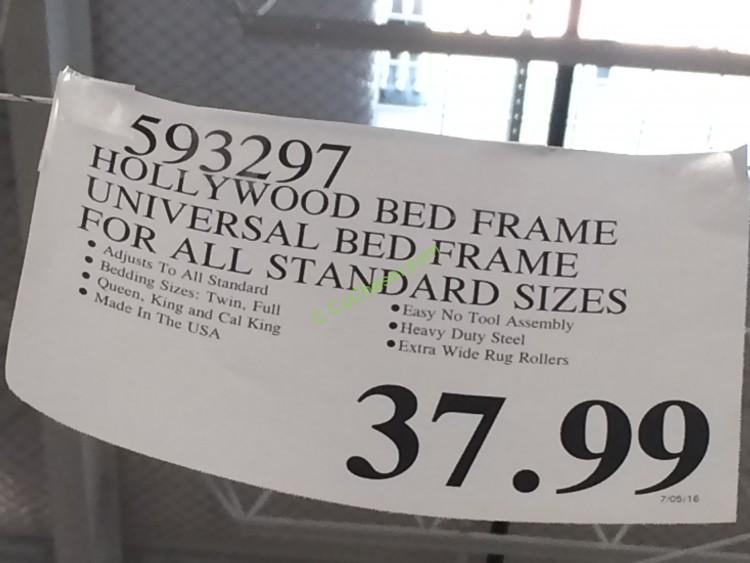 593297
HOLLYWOOD BED FRAME
UNIVERSAL BED FRAME
FOR ALL STANDARD SIZES
• Adjusts To All Standard
• Bedding Sizes: Twin, Full
• Queen, King and Cal King
• Made In The USA
• Easy No Tool Assembly
• Heavy Duty Steel
• Extra Wide Rug Rollers
37.99
7/05/16